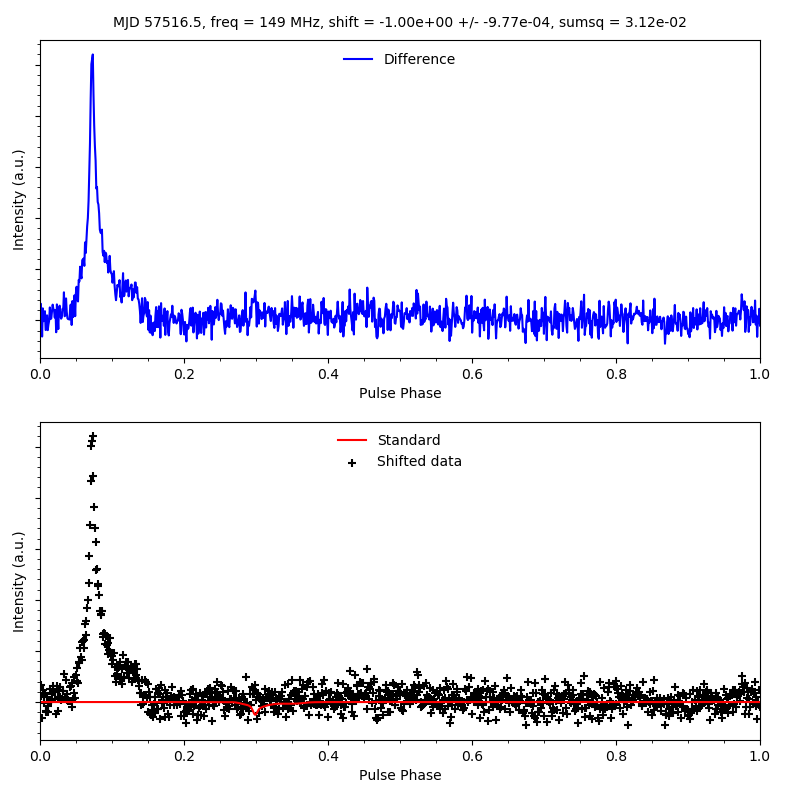 MJD 57516.5, freq = 149 MHz, shift = -1.00e+00 +/- -9.77e-04, sumsq = 3.12e-02
Difference
Intensity (a.u.)
0.0 0.2 0.4 0.6 0.8 1.0
Pulse Phase
Standard
Shifted data
Intensity (a.u.)
0.0 0.2 0.4 0.6 0.8 1.0
Pulse Phase